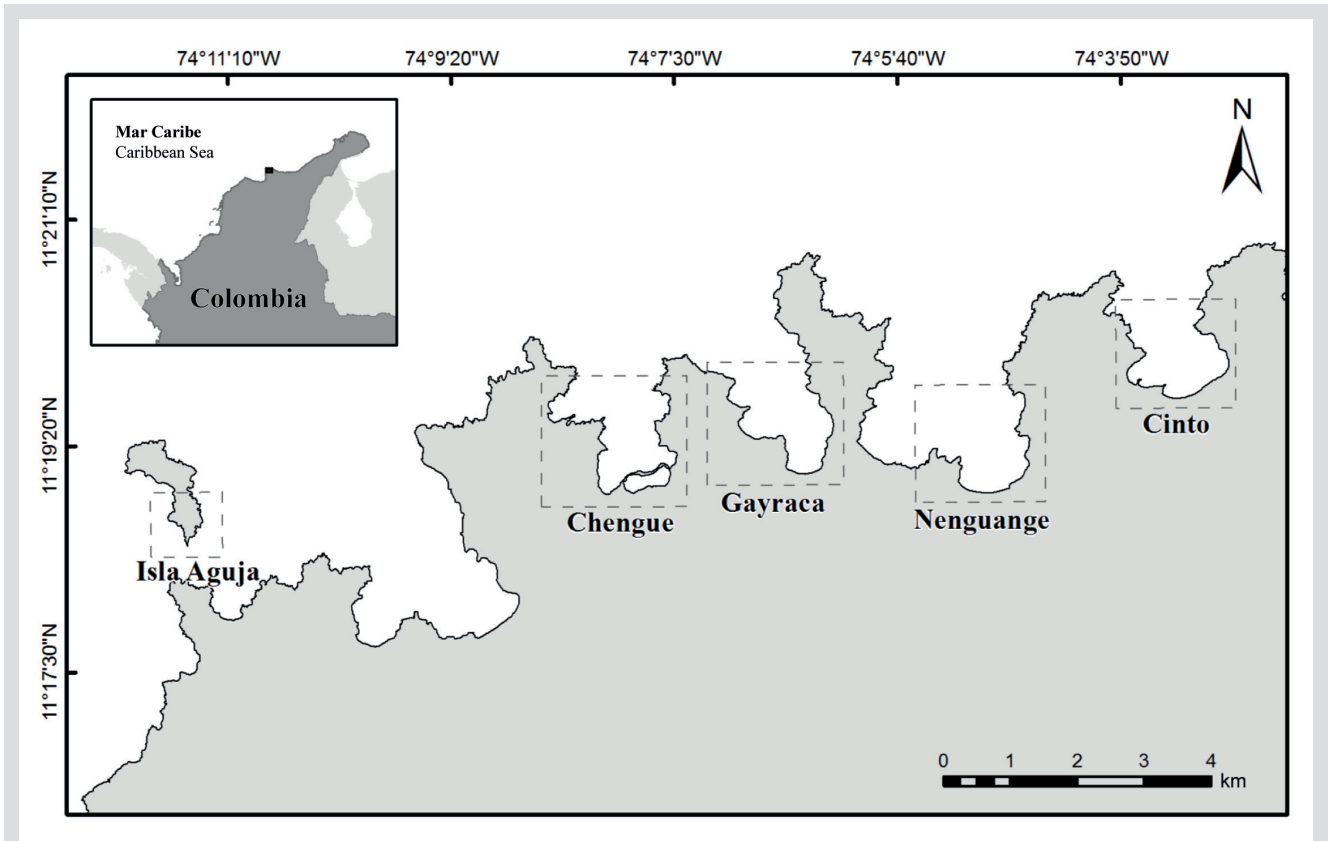 74°11'10"W 74°9'20"W 74°7'30"W 74°5'40"W 74°3'50"W
N
Mar Caribe
Caribbean Sea
Colombia
11°21'10"N
11°19'20"N
11°17'30"N
Cinto
Gayraca
Chengue
Nenguange
Isla Aguja
0 1 2 3 4
km